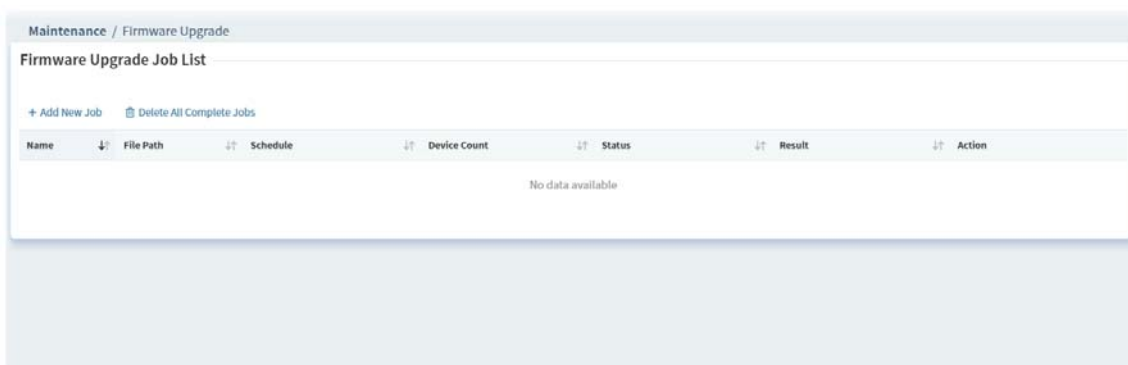 Maintenance / Firmware Upgrade
Firmware Upgrade Job List
+ Add New Job Delete All Complete Jobs
Name File Path Schedule Device Count Status Result Action
No data available